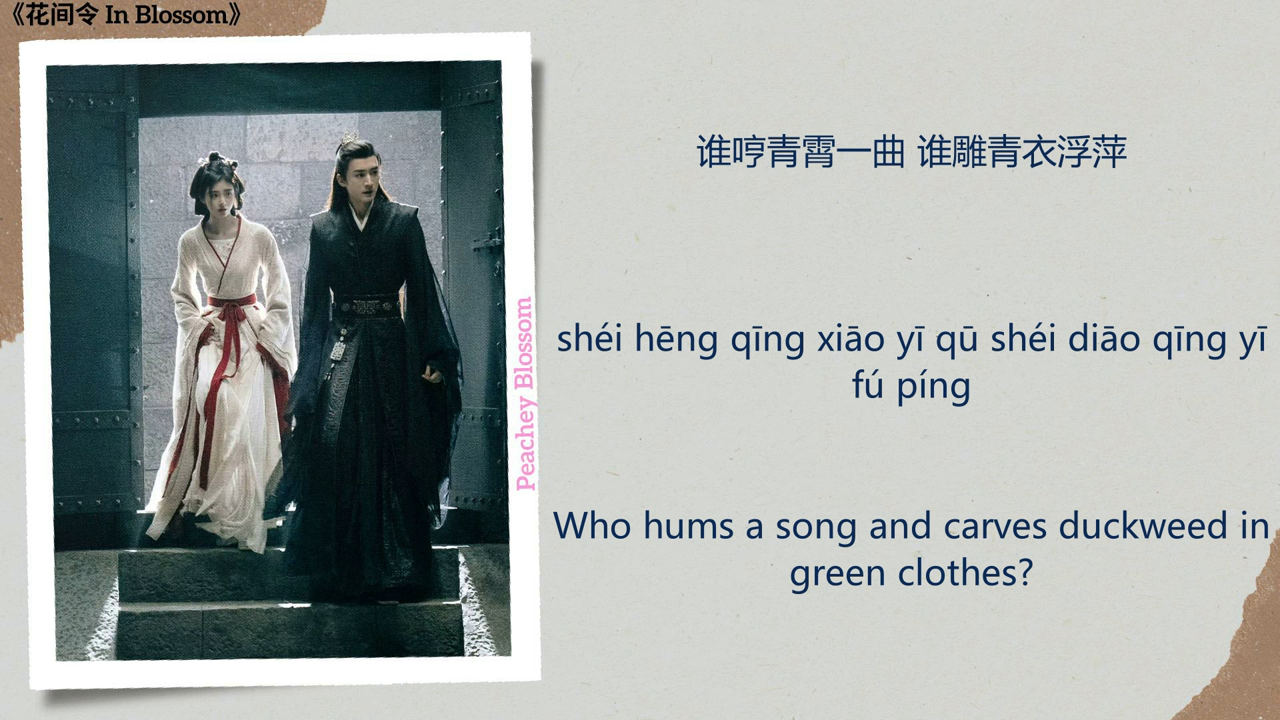 《花间令 In Blossom》
Peachey Blossom
谁哼青霄一曲 谁雕青衣浮萍
shéi hēng qīng xiāo yī qū shéi diāo qīng yī
fú píng
Who hums a song and carves duckweed in
green clothes?